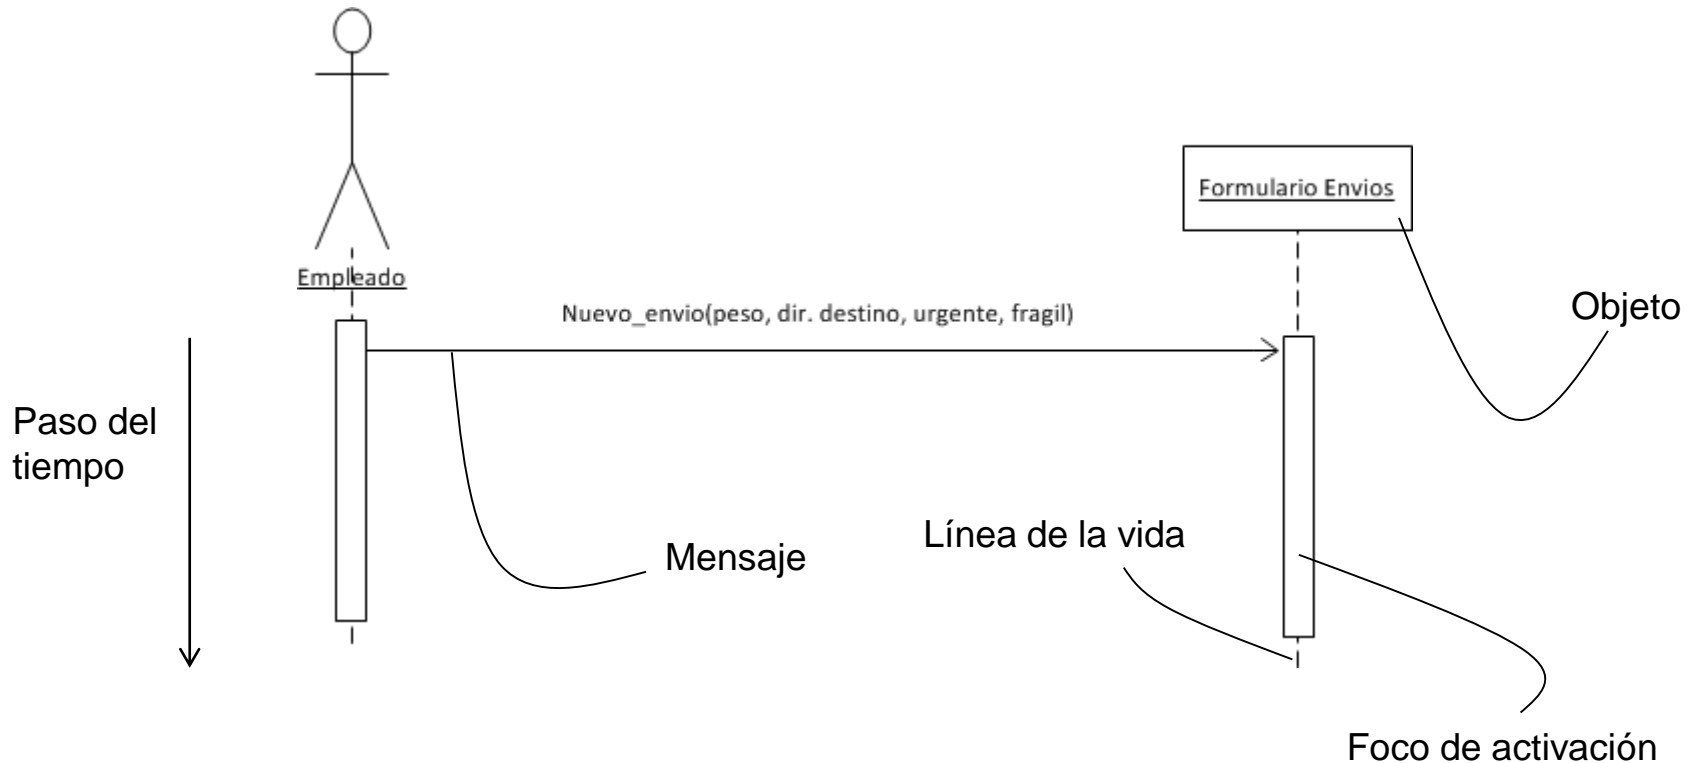 Formulario Envios
Empleado
Nuevo_envio(peso, dir. destino, urgente, fragil)
Objeto
Paso del
tiempo
Mensaje
Línea de la vida
Foco de activación